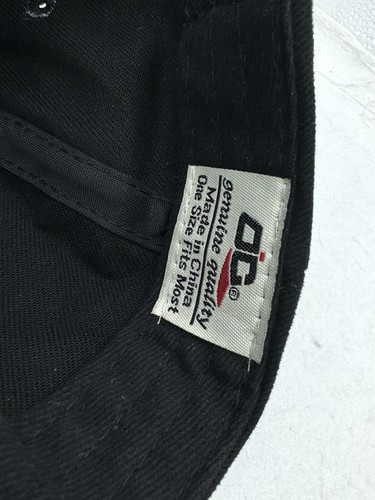 OC®
genuine quality
Made in China
One Size Fits Most